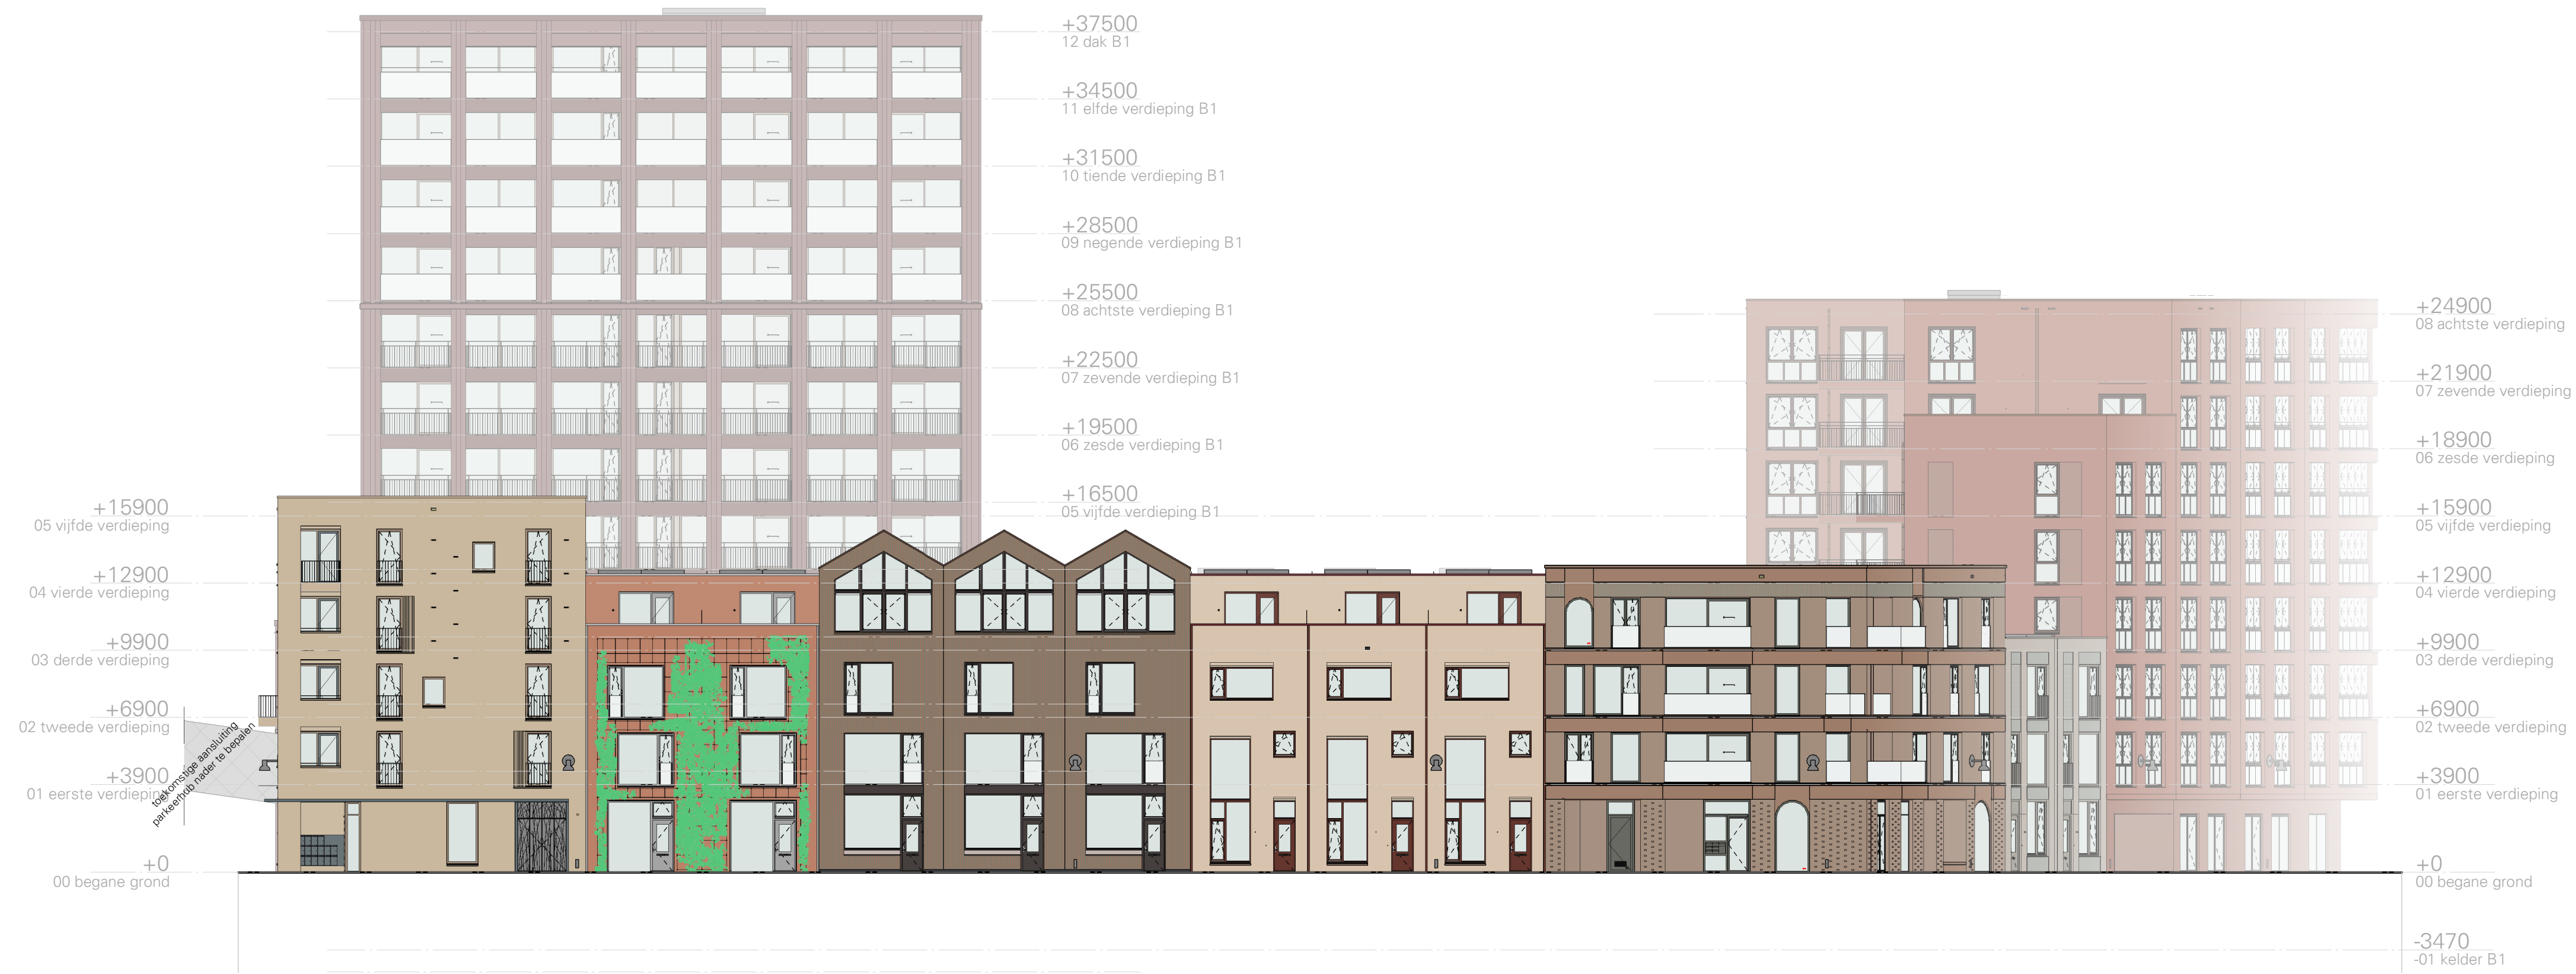 +37500
12 dak B1
+34500
11 elfde verdieping B1
+31500
10 tiende verdieping B1
+28500
09 negende verdieping B1
+25500
08 achtste verdieping B1
+22500
07 zevende verdieping B1
+19500
06 zesde verdieping B1
+16500
05 vijfde verdieping B1
+15900
05 vijfde verdieping
+12900
04 vierde verdieping
+9900
03 derde verdieping
+6900
02 tweede verdieping
+3900
01 eerste verdieping
+0
00 begane grond
toekomstige aansluiting
parkeerhub nader te bepalen
+24900
08 achtste verdieping
+21900
07 zevende verdieping
+18900
06 zesde verdieping
+15900
05 vijfde verdieping
+12900
04 vierde verdieping
+9900
03 derde verdieping
+6900
02 tweede verdieping
+3900
01 eerste verdieping
+0
00 begane grond
-3470
-01 kelder B1